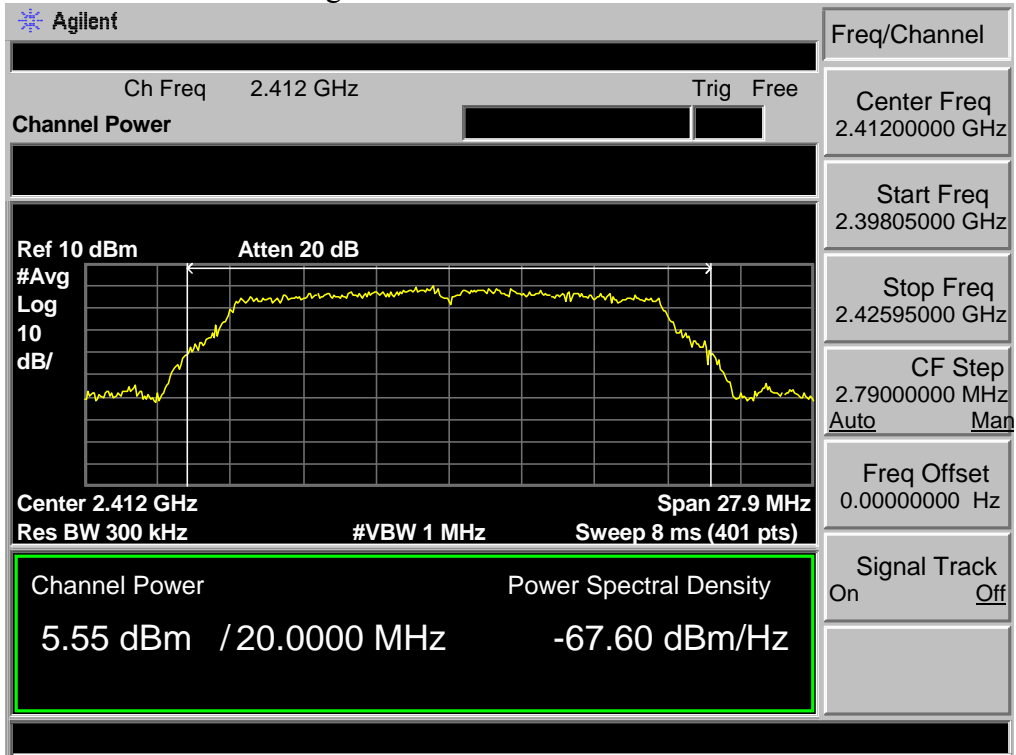 Agilent
Freq/Channel
Ch Freq 2.412 GHz Trig Free
Channel Power
Center Freq
2.41200000 GHz
Start Freq
2.39805000 GHz
Stop Freq
2.42595000 GHz
CF Step
2.79000000 MHz
Auto Man
Freq Offset
0.00000000 Hz
Signal Track
On Off
Ref 10 dBm Atten 20 dB
#Avg
Log
10
dB/
Center 2.412 GHz Span 27.9 MHz
Res BW 300 kHz #VBW 1 MHz Sweep 8 ms (401 pts)
Channel Power Power Spectral Density
5.55 dBm / 20.0000 MHz -67.60 dBm/Hz